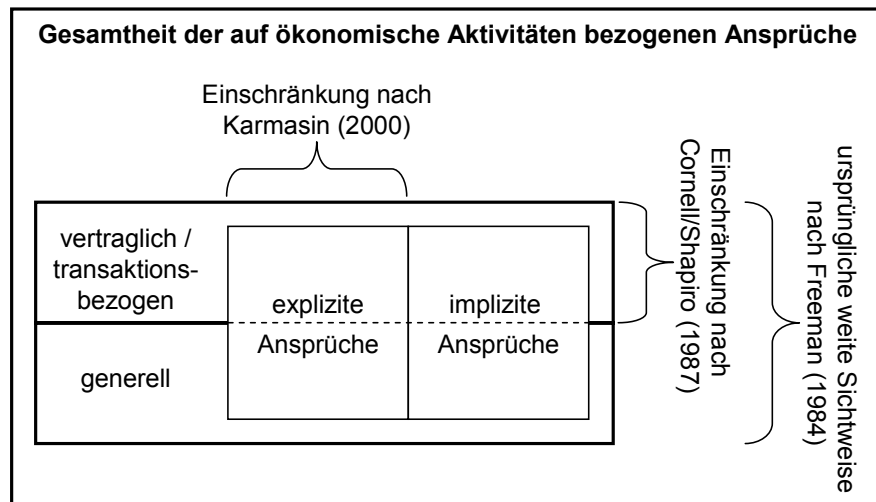 Gesamtheit der auf ökonomische Aktivitäten bezogenen Ansprüche
Einschränkung nach
Karmasin (2000)
vertraglich /
transaktions-
bezogen
explizite
Ansprüche
implizite
Ansprüche
generell
Einschränkung nach
Cornell/Shapiro (1987)
ursprüngliche weite Sichtweise
nach Freeman (1984)